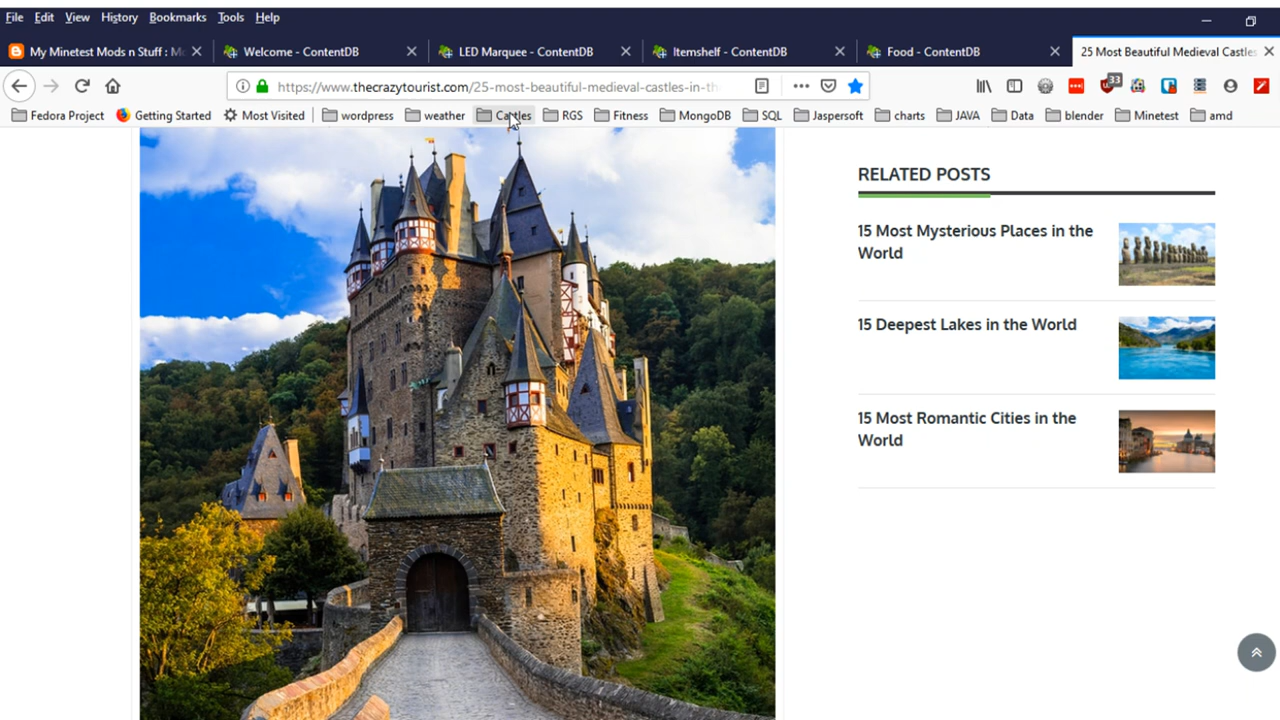 File Edit View History Bookmarks Tools Help
My Minetest Mods n Stuff : M
Welcome - ContentDB
LED Marquee - ContentDB
Itemshelf - ContentDB
Food - ContentDB
25 Most Beautiful Medieval Castles
https://www.thecrazytourist.com/25-most-beautiful-medieval-castles-in-th
33
Fedora Project Getting Started Most Visited wordpress weather Castles RGS Fitness MongoDB SQL Jaspersoft charts JAVA Data blender Minetest amd
RELATED POSTS
15 Most Mysterious Places in the
World
15 Deepest Lakes in the World
15 Most Romantic Cities in the
World